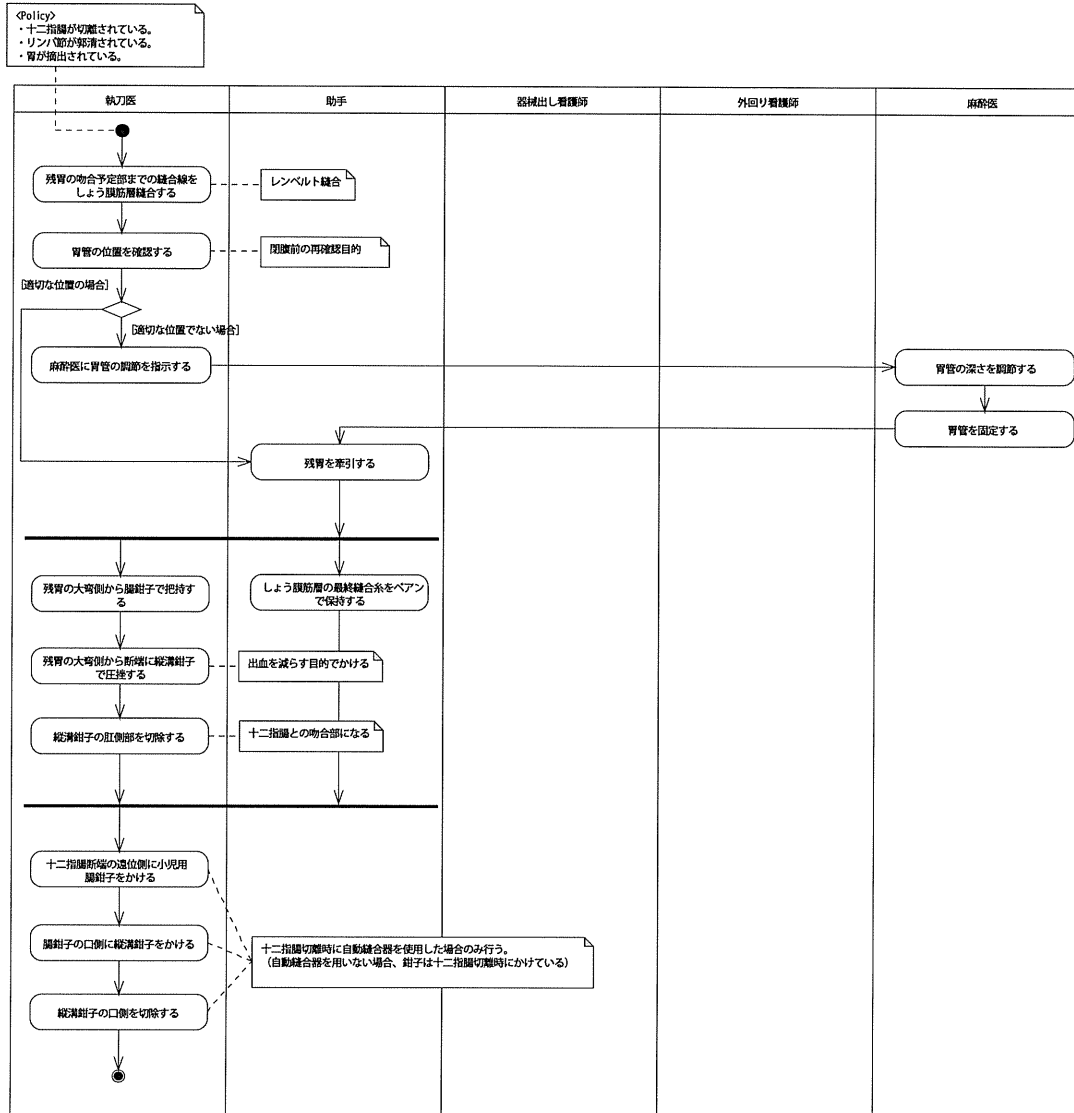 <Policy>
・十二指腸が切離されている。
・リンパ節が郭清されている。
・胃が摘出されている。
執刀医
助手
器械出し看護師
外回り看護師
麻酔医
残胃の吻合予定部までの縫合線を
しょう膜筋層縫合する
レンベルト縫合
胃管の位置を確認する
閉腹前の再確認目的
[適切な位置の場合]
[適切な位置でない場合]
麻酔医に胃管の調節を指示する
胃管の深さを調節する
胃管を固定する
残胃を牽引する
残胃の大弯側から腸鉗子で把持す
る
しょう膜筋層の最終縫合糸をペアン
で保持する
残胃の大弯側から断端に縦溝鉗子
で圧挫する
出血を減らす目的でかける
縦溝鉗子の肛側部を切除する
十二指腸との吻合部になる
十二指腸断端の遠位側に小児用
腸鉗子をかける
腸鉗子の口側に縦溝鉗子をかける
十二指腸切離時に自動縫合器を使用した場合のみ行う。
（自動縫合器を用いない場合、鉗子は十二指腸切離時にかけている）
縦溝鉗子の口側を切除する